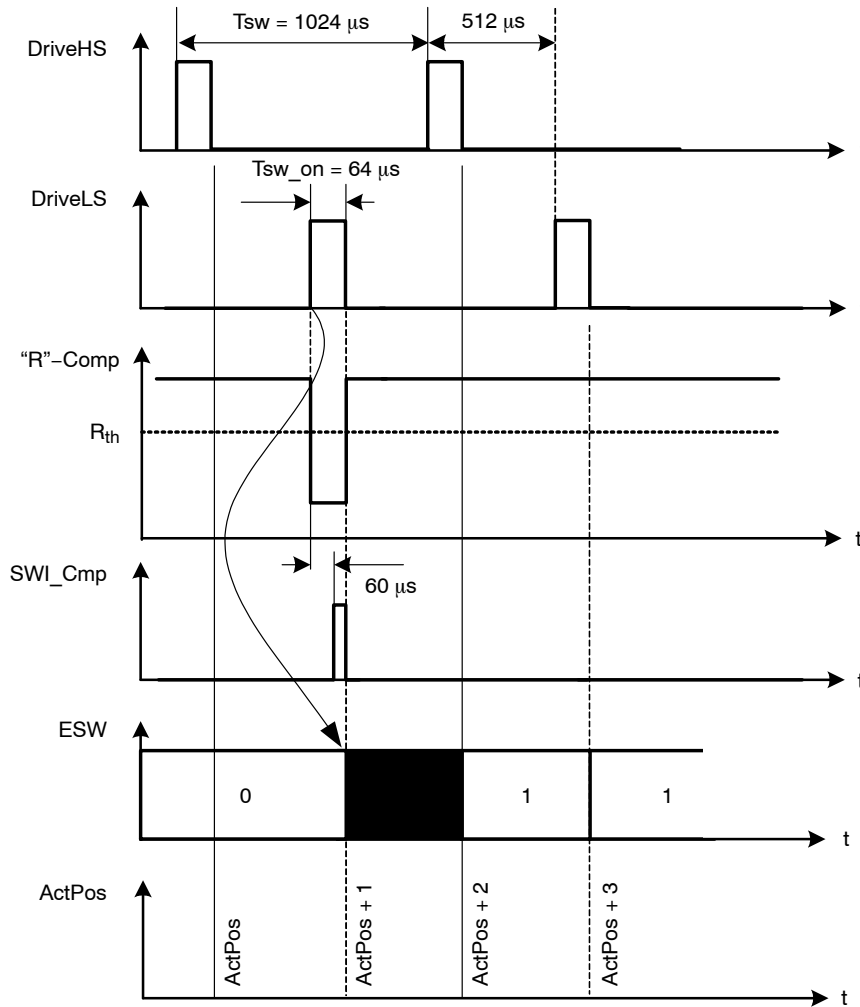 Tsw = 1024 μs
512 μs
DriveHS
Tsw_on = 64 μs
DriveLS
“R”−Comp
Rth
t
SWI_Cmp
60 μs
t
ESW
0
1
1
t
ActPos
ActPos
ActPos + 1
ActPos + 2
ActPos + 3
t